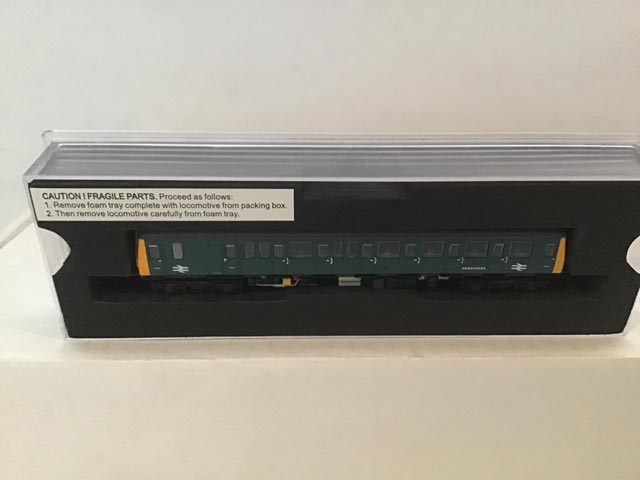 CAUTION ! FRAGILE PARTS. Proceed as follows:
1. Remove foam tray complete with locomotive from packing box.
2. Then remove locomotive carefully from foam tray.